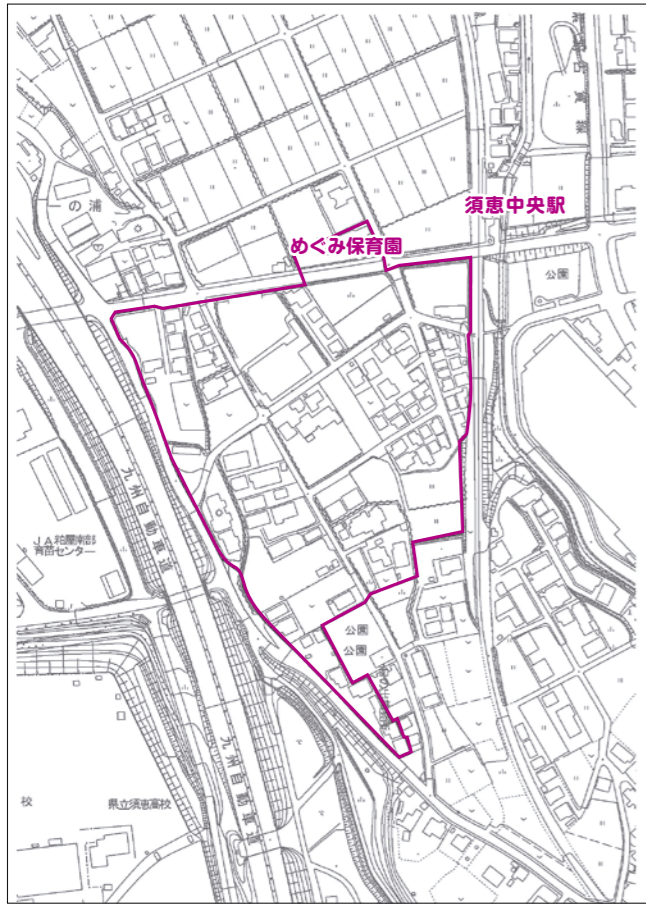 須恵中央駅
めぐみ保育園
一の浦
公園
九州自動車道
JA粕屋南部
育苗センター
公園
公園
九州自動車道
県立須恵高校
校